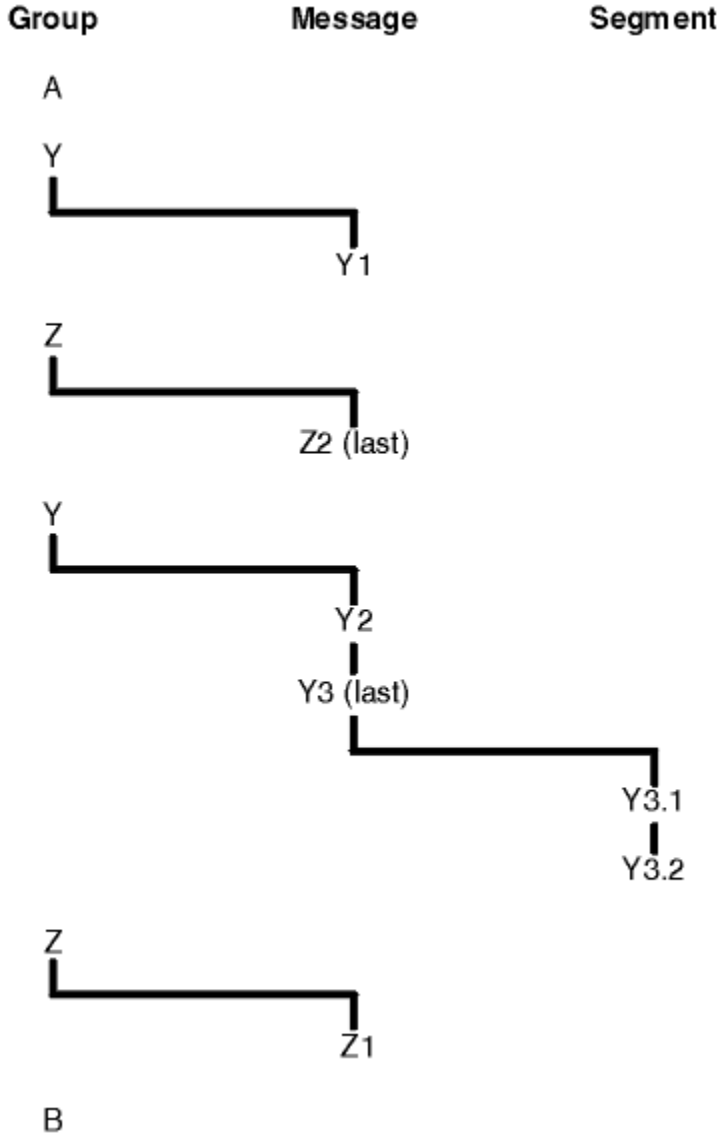 Group Message Segment
A
Y
Y1
Z
Z2 (last)
Y
Y2
Y3 (last)
Y3.1
Y3.2
Z
Z1
B